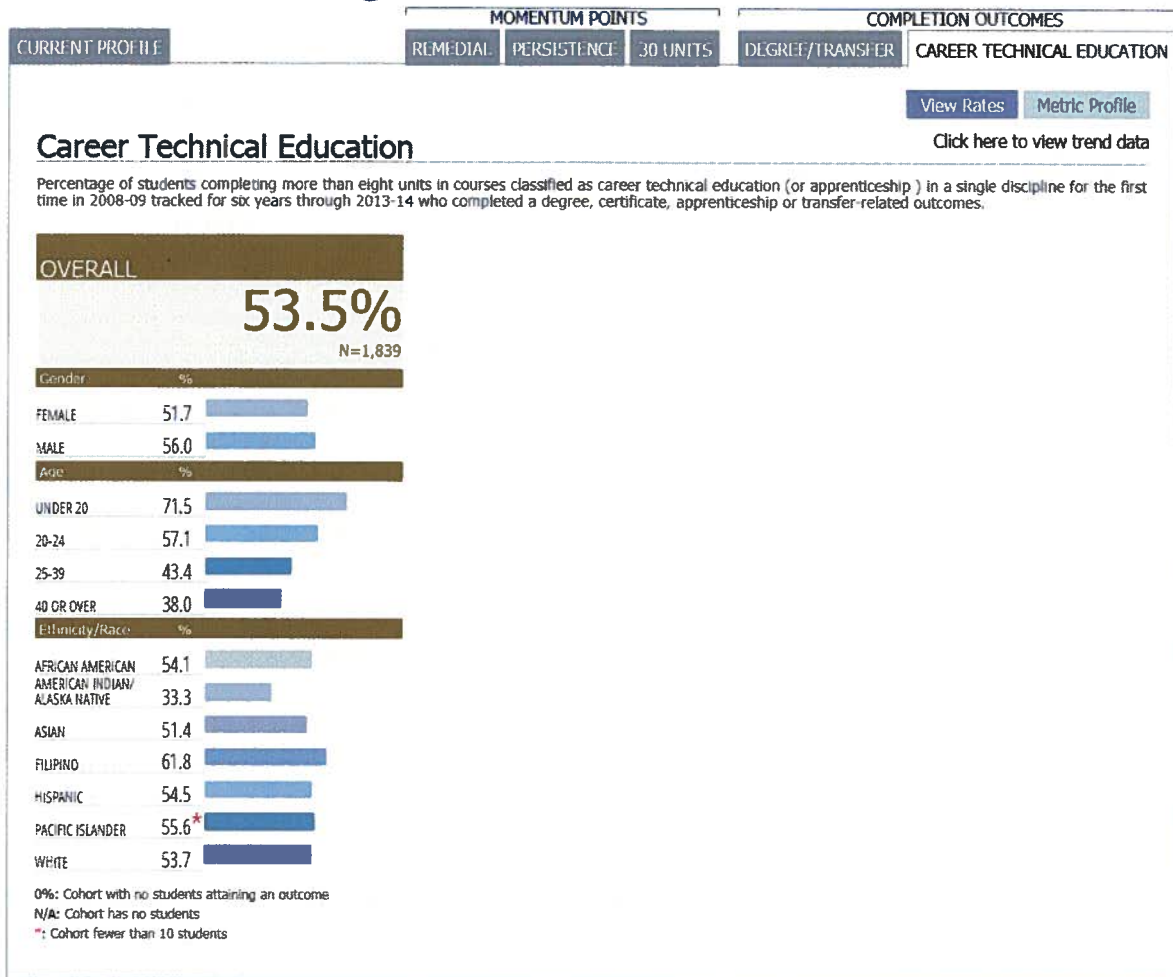 MOMENTUM POINTS
COMPLETION OUTCOMES
CURRENT PROFILE
REMEDIAL
PERSISTENCE
30 UNITS
DEGREE/TRANSFER
CAREER TECHNICAL EDUCATION
View Rates
Metric Profile
Career Technical Education
Click here to view trend data
Percentage of students completing more than eight units in courses classified as career technical education (or apprenticeship ) in a single discipline for the first
time in 2008-09 tracked for six years through 2013-14 who completed a degree, certificate, apprenticeship or transfer-related outcomes.
OVERALL
53.5%
N=1,839
Gender %
FEMALE 51.7
MALE 56.0
Age %
UNDER 20 71.5
20-24 57.1
25-39 43.4
40 OR OVER 38.0
Ethnicity/Race %
AFRICAN AMERICAN 54.1
AMERICAN INDIAN/
ALASKA NATIVE 33.3
ASIAN 51.4
FILIPINO 61.8
HISPANIC 54.5
PACIFIC ISLANDER 55.6*
WHITE 53.7
0%: Cohort with no students attaining an outcome
N/A: Cohort has no students
*: Cohort fewer than 10 students